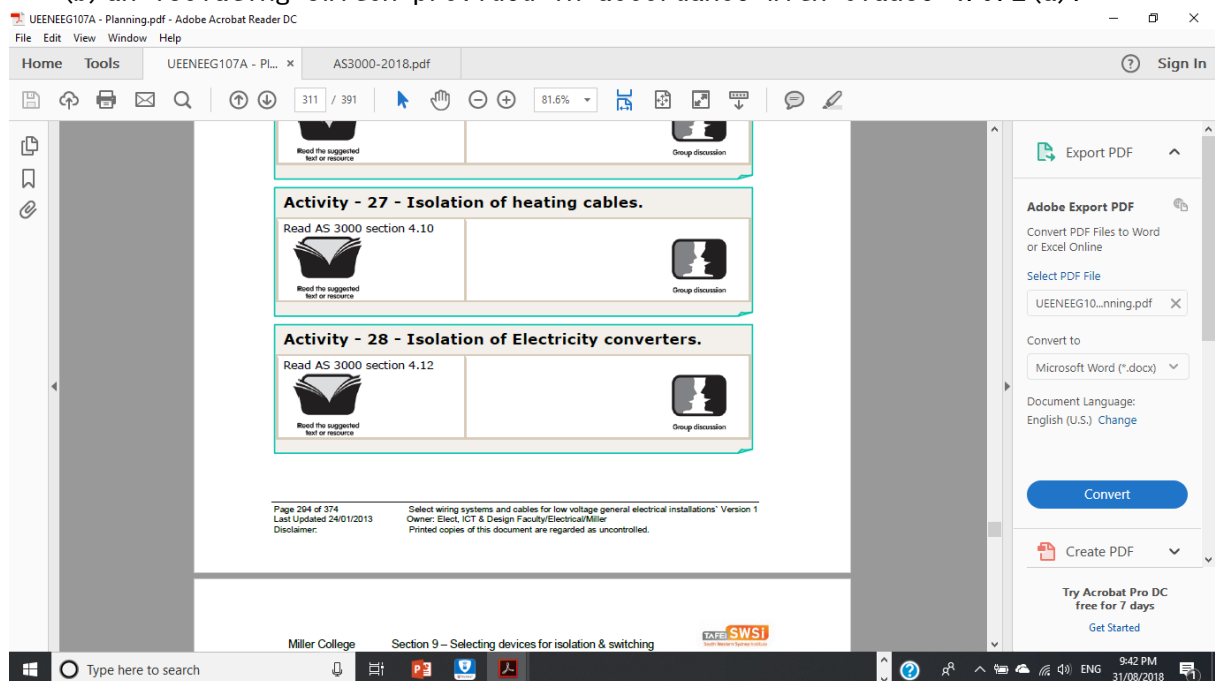 UEENEEG107A - Planning.pdf - Adobe Acrobat Reader DC
File Edit View Window Help
Home Tools UEENEEG107A - Pl... × AS3000-2018.pdf Sign In
311 / 391 81.6%
Read the suggested
text or resource
Group discussion
Activity - 27 - Isolation of heating cables.
Read AS 3000 section 4.10
Read the suggested
text or resource
Group discussion
Activity - 28 - Isolation of Electricity converters.
Read AS 3000 section 4.12
Read the suggested
text or resource
Group discussion
Page 294 of 374 Select wiring systems and cables for low voltage general electrical installations' Version 1
Last Updated 24/01/2013 Owner: Elect, ICT & Design Faculty/Electrical/Miller
Disclaimer: Printed copies of this document are regarded as uncontrolled.
Miller College Section 9 – Selecting devices for isolation & switching TAFE SWSi
South Western Sydney Institute
Export PDF
Adobe Export PDF
Convert PDF Files to Word
or Excel Online
Select PDF File
UEENEEG10...nning.pdf
Convert to
Microsoft Word (*.docx)
Document Language:
English (U.S.) Change
Convert
Create PDF
Try Acrobat Pro DC
free for 7 days
Get Started
Type here to search
ENG
9:42 PM
31/08/2018